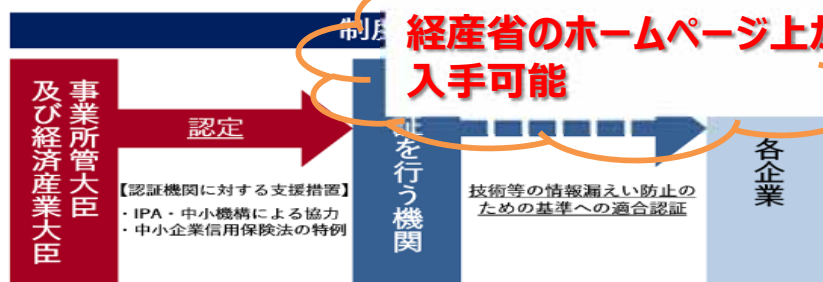 制度
経産省のホームページ上か
入手可能
事業所管大臣
及び経済産業大臣
認定
【認証機関に対する支援措置】
・IPA・中小機構による協力
・中小企業信用保険法の特例
証を行う機関
技術等の情報漏えい防止の
ための基準への適合認証
各企業